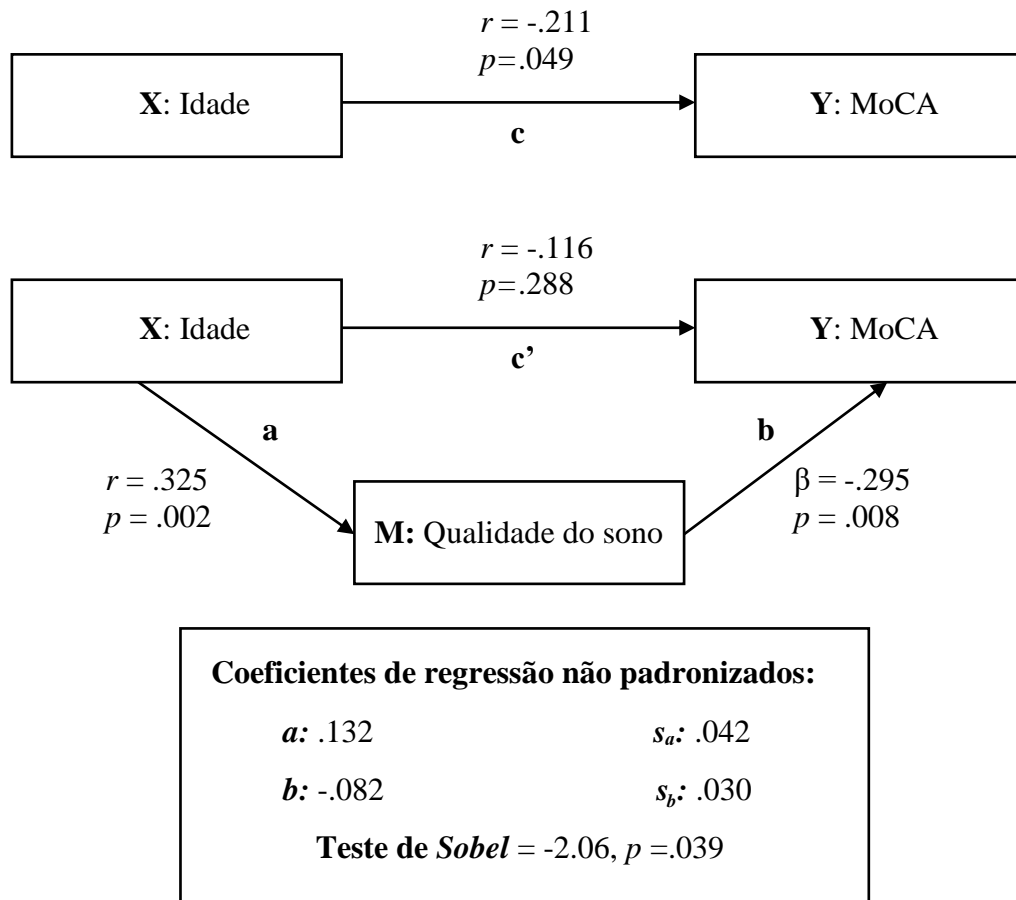 r = -.211
p=.049
X: Idade
Y: MoCA
c
r = -.116
p=.288
X: Idade
Y: MoCA
c’
a
b
r = .325
p = .002
β = -.295
p = .008
M: Qualidade do sono
Coeficientes de regressão não padronizados:
a: .132 sa: .042
b: -.082 sb: .030
Teste de Sobel = -2.06, p =.039